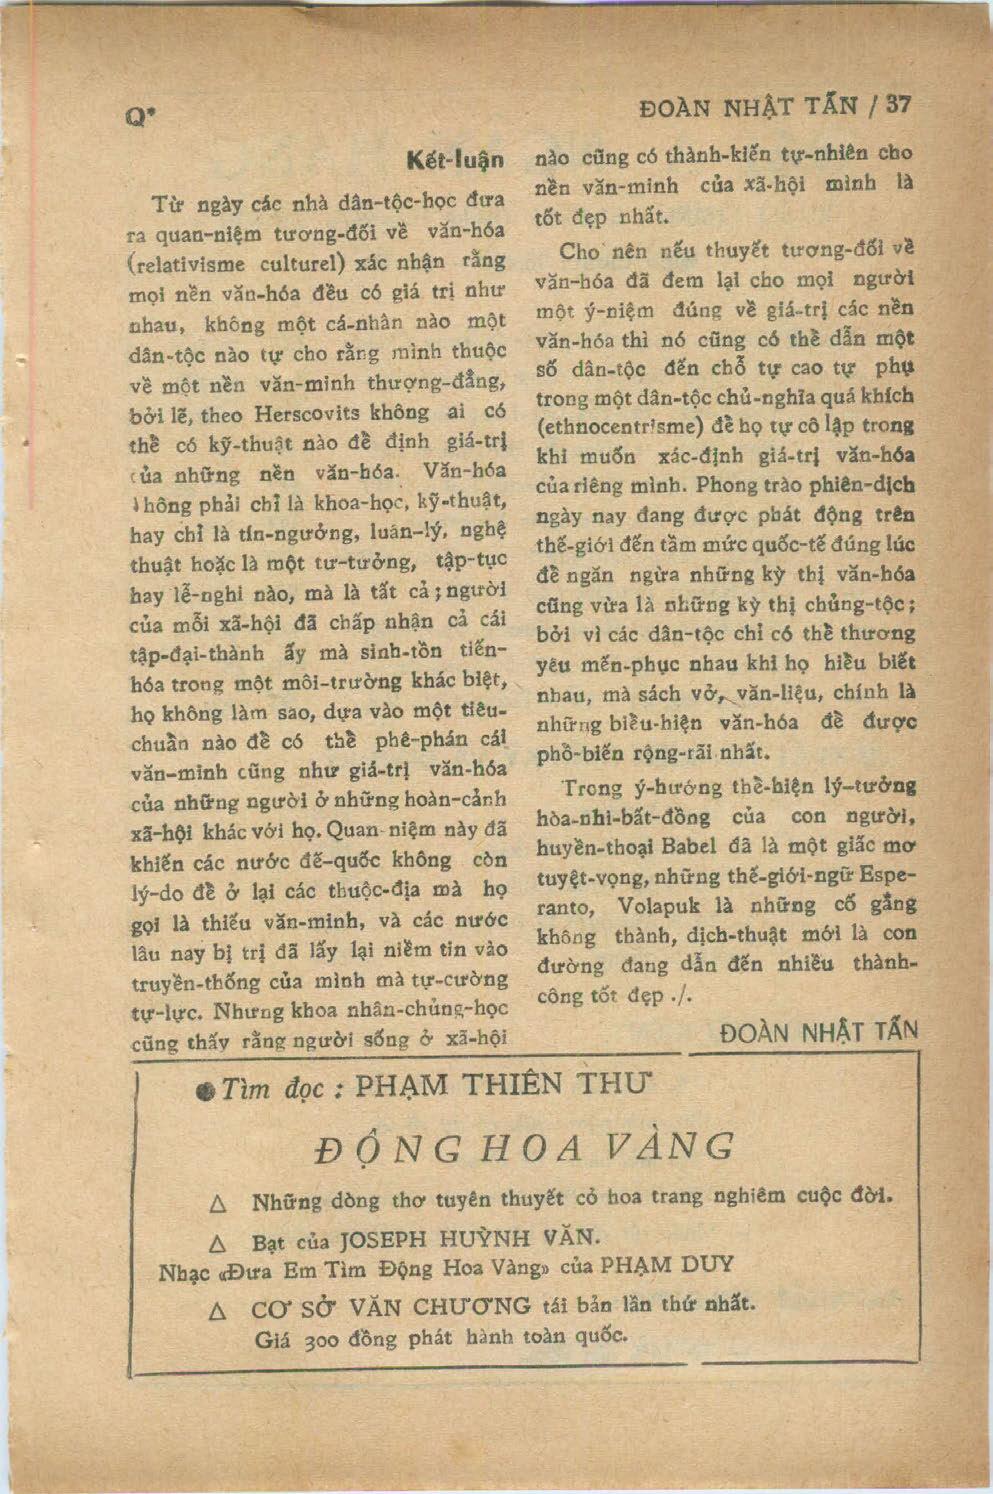 Q*
ĐOÀN NHẬT TẤN / 37
Kết-luận
Từ ngày các nhà dân-tộc-học đưa
ra quan-niệm tương-đối về văn-hóa
(relativisme culturel) xác nhận rằng
mọi nền văn-hóa đều có giá trị như
nhau, không một cá-nhân nào một
dân-tộc nào tự cho rằng mình thuộc
về một nền văn-minh thượng-đẳng,
bởi lẽ, theo Herscovits không ai có
thể có kỹ-thuật nào để định giá-trị
của những nền văn-hóa. Văn-hóa
không phải chỉ là khoa-học, kỹ-thuật,
hay chỉ là tín-ngưởng, luân-lý, nghệ
thuật hoặc là một tư-tưởng, tập-tục
hay lễ-nghi nào, mà là tất cả ; người
của mỗi xã-hội đã chấp nhận cả cái
tập-đại-thành ấy mà sinh-tồn tiến-
hóa trong một môi-trường khác biệt,
họ không làm sao, dựa vào một tiêu-
chuẩn nào để có thể phê-phán cái
văn-minh cũng như giá-trị văn-hóa
của những người ở những hoàn-cảnh
xã-hội khác với họ. Quan niệm này đã
khiến các nước đế-quốc không còn
lý-do để ở lại các thuộc-địa mà họ
gọi là thiếu văn-minh, và các nước
lâu nay bị trị đã lấy lại niềm tin vào
truyền-thống của mình mà tự-cường
tự-lực. Nhưng khoa nhân-chủng-học
cũng thấy rằng người sống ở xã-hội
nào cũng có thành-kiến tự-nhiên cho
nền văn-minh của xã-hội mình là
tốt đẹp nhất.
Cho nên nếu thuyết tương-đối về
văn-hóa đã đem lại cho mọi người
một ý-niệm đúng về giá-trị các nền
văn-hóa thì nó cũng có thể dẫn một
số dân-tộc đến chỗ tự cao tự phụ
trong một dân-tộc chủ-nghĩa quá khích
(ethnocentrisme) để họ tự cô lập trong
khi muốn xác-định giá-trị văn-hóa
của riêng mình. Phong trào phiên-dịch
ngày nay đang được phát động trên
thế-giới đến tầm mức quốc-tế đúng lúc
để ngăn ngừa những kỳ thị văn-hóa
cũng vừa là những kỳ thị chủng-tộc ;
bởi vì các dân-tộc chỉ có thể thương
yêu mến-phục nhau khi họ hiểu biết
nhau, mà sách vở, văn-liệu, chính là
những biểu-hiện văn-hóa để được
phổ-biến rộng-rãi nhất.
Trong ý-hướng thể-hiện lý-tưởng
hòa-nhi-bất-đồng của con người,
huyền-thoại Babel đã là một giấc mơ
tuyệt-vọng, những thế-giới-ngữ Espe-
ranto, Volapuk là những cố gắng
không thành, dịch-thuật mới là con
đường đang dẫn đến nhiều thành-
công tốt đẹp ./.
ĐOÀN NHẬT TẤN
● Tìm đọc : PHẠM THIÊN THƯ
ĐỘNG HOA VÀNG
△ Những dòng thơ tuyên thuyết cỏ hoa trang nghiêm cuộc đời.
△ Bạt của JOSEPH HUỲNH VĂN.
Nhạc «Đưa Em Tìm Động Hoa Vàng» của PHẠM DUY
△ CƠ SỞ VĂN CHƯƠNG tái bản lần thứ nhất.
Giá 300 đồng phát hành toàn quốc.